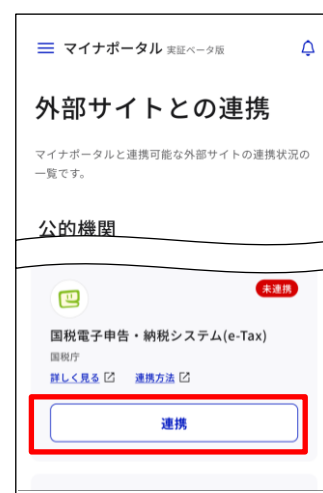 マイナポータル 実証ベータ版
外部サイトとの連携
マイナポータルと連携可能な外部サイトの連携状況の
一覧です。
公的機関
未連携
国税電子申告・納税システム(e-Tax)
国税庁
詳しく見る 連携方法
連携